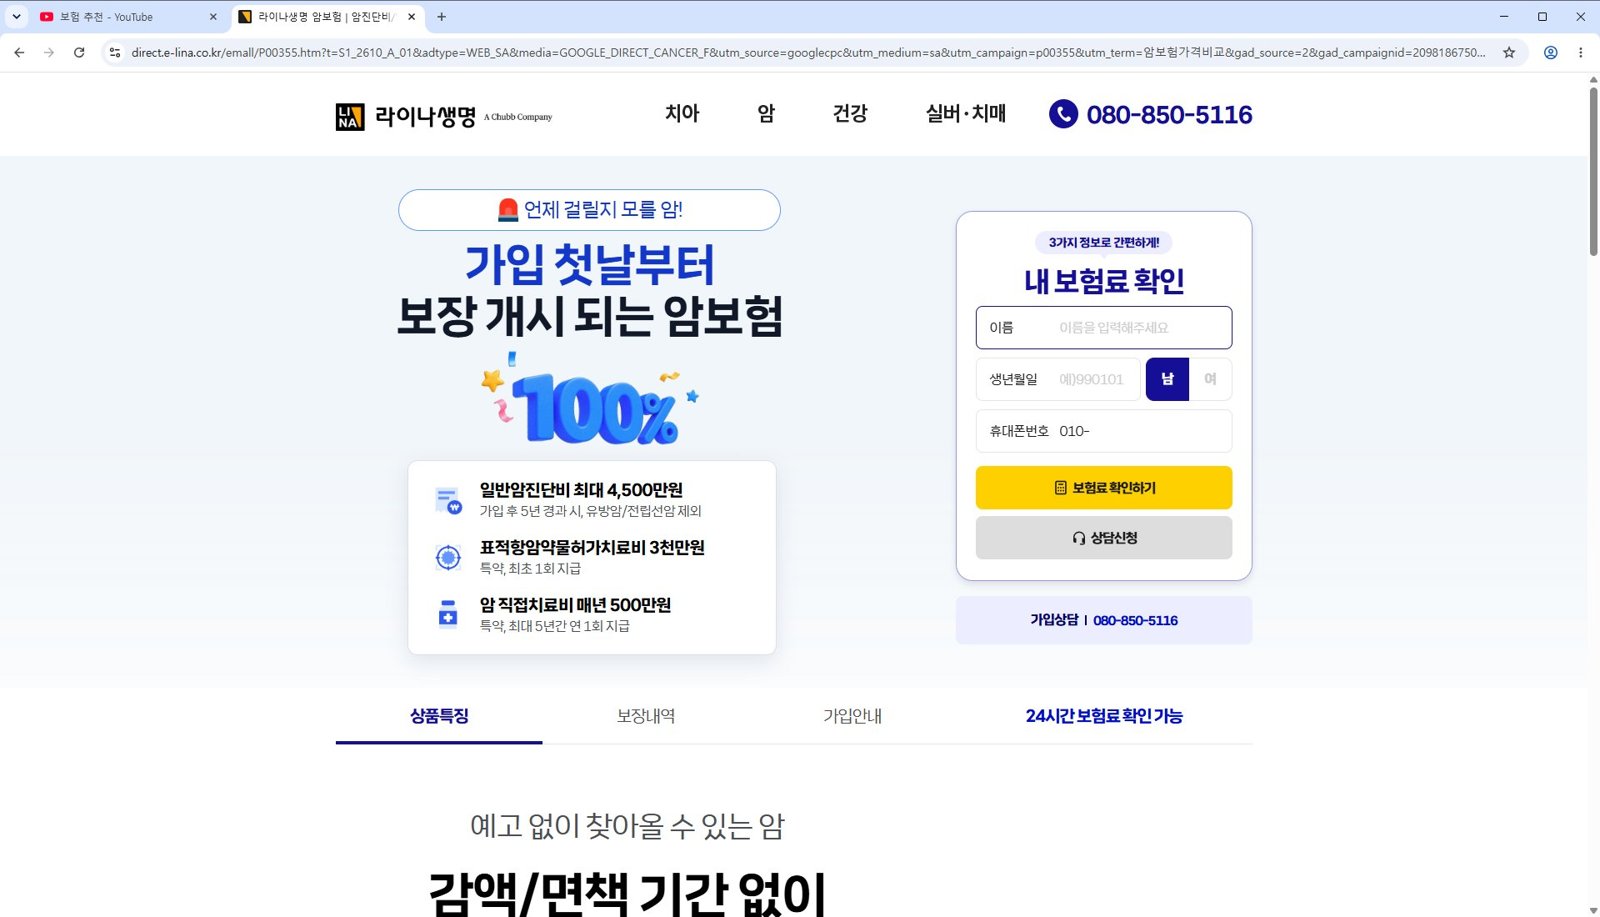 보험 추천 - YouTube
라이나생명 암보험 | 암진단비/
direct.e-lina.co.kr/emall/P00355.htm?t=S1_2610_A_01&adtype=WEB_SA&media=GOOGLE_DIRECT_CANCER_F&utm_source=googlecpc&utm_medium=sa&utm_campaign=p00355&utm_term=암보험가격비교&gad_source=2&gad_campaignid=2098186750...
LINA 라이나생명 A Chubb Company
치아
암
건강
실버·치매
080-850-5116
언제 걸릴지 모를 암!
가입 첫날부터
보장 개시 되는 암보험
100%
일반암진단비 최대 4,500만원
가입 후 5년 경과 시, 유방암/전립선암 제외
표적항암약물허가치료비 3천만원
특약, 최초 1회 지급
암 직접치료비 매년 500만원
특약, 최대 5년간 연 1회 지급
3가지 정보로 간편하게!
내 보험료 확인
이름 이름을 입력해주세요
생년월일 예)990101 남 여
휴대폰번호 010-
보험료 확인하기
상담신청
가입상담 | 080-850-5116
상품특징
보장내역
가입안내
24시간 보험료 확인 가능
예고 없이 찾아올 수 있는 암
감액/면책 기간 없이